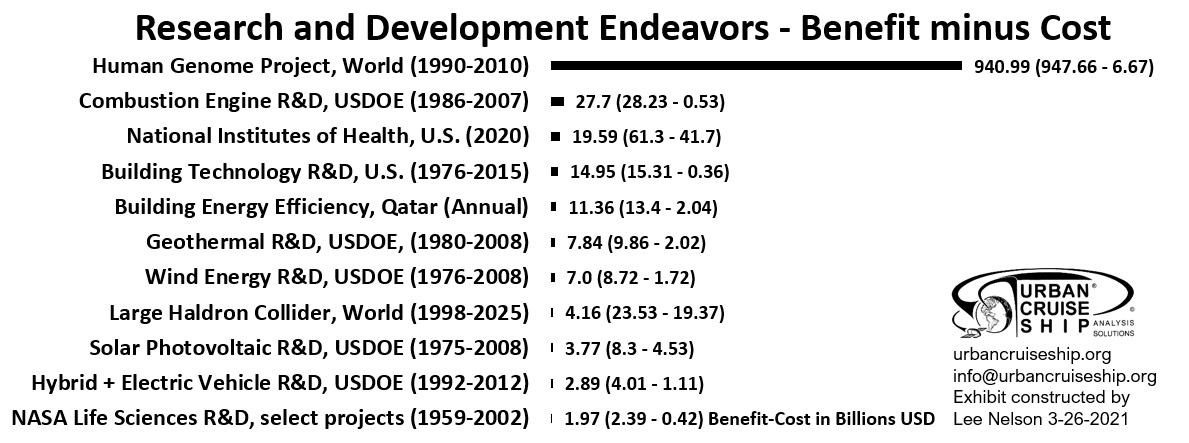 Research and Development Endeavors - Benefit minus Cost
Human Genome Project, World (1990-2010) 940.99 (947.66 - 6.67)
Combustion Engine R&D, USDOE (1986-2007) 27.7 (28.23 - 0.53)
National Institutes of Health, U.S. (2020) 19.59 (61.3 - 41.7)
Building Technology R&D, U.S. (1976-2015) 14.95 (15.31 - 0.36)
Building Energy Efficiency, Qatar (Annual) 11.36 (13.4 - 2.04)
Geothermal R&D, USDOE, (1980-2008) 7.84 (9.86 - 2.02)
Wind Energy R&D, USDOE (1976-2008) 7.0 (8.72 - 1.72)
Large Haldron Collider, World (1998-2025) 4.16 (23.53 - 19.37)
Solar Photovoltaic R&D, USDOE (1975-2008) 3.77 (8.3 - 4.53)
Hybrid + Electric Vehicle R&D, USDOE (1992-2012) 2.89 (4.01 - 1.11)
NASA Life Sciences R&D, select projects (1959-2002) 1.97 (2.39 - 0.42) Benefit-Cost in Billions USD
URBAN®
CRUISE ©
SHIP ANALYSIS
SOLUTIONS
urbancruiseship.org
info@urbancruiseship.org
Exhibit constructed by
Lee Nelson 3-26-2021